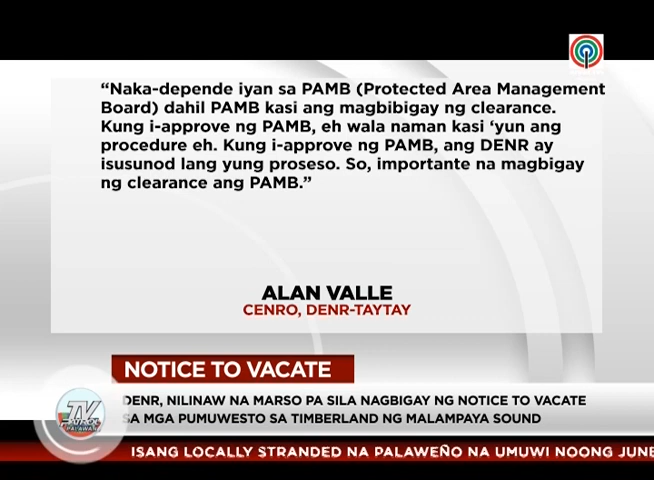 “Naka-depende iyan sa PAMB (Protected Area Management
Board) dahil PAMB kasi ang magbibigay ng clearance.
Kung i-approve ng PAMB, eh wala naman kasi ‘yun ang
procedure eh. Kung i-approve ng PAMB, ang DENR ay
isusunod lang yung proseso. So, importante na magbigay
ng clearance ang PAMB.”
ALAN VALLE
CENRO, DENR-TAYTAY
NOTICE TO VACATE
DENR, NILINAW NA MARSO PA SILA NAGBIGAY NG NOTICE TO VACATE
SA MGA PUMUWESTO SA TIMBERLAND NG MALAMPAYA SOUND
TV
PATROL
PALAWAN
ISANG LOCALLY STRANDED NA PALAWEÑO NA UMUWI NOONG JUNE